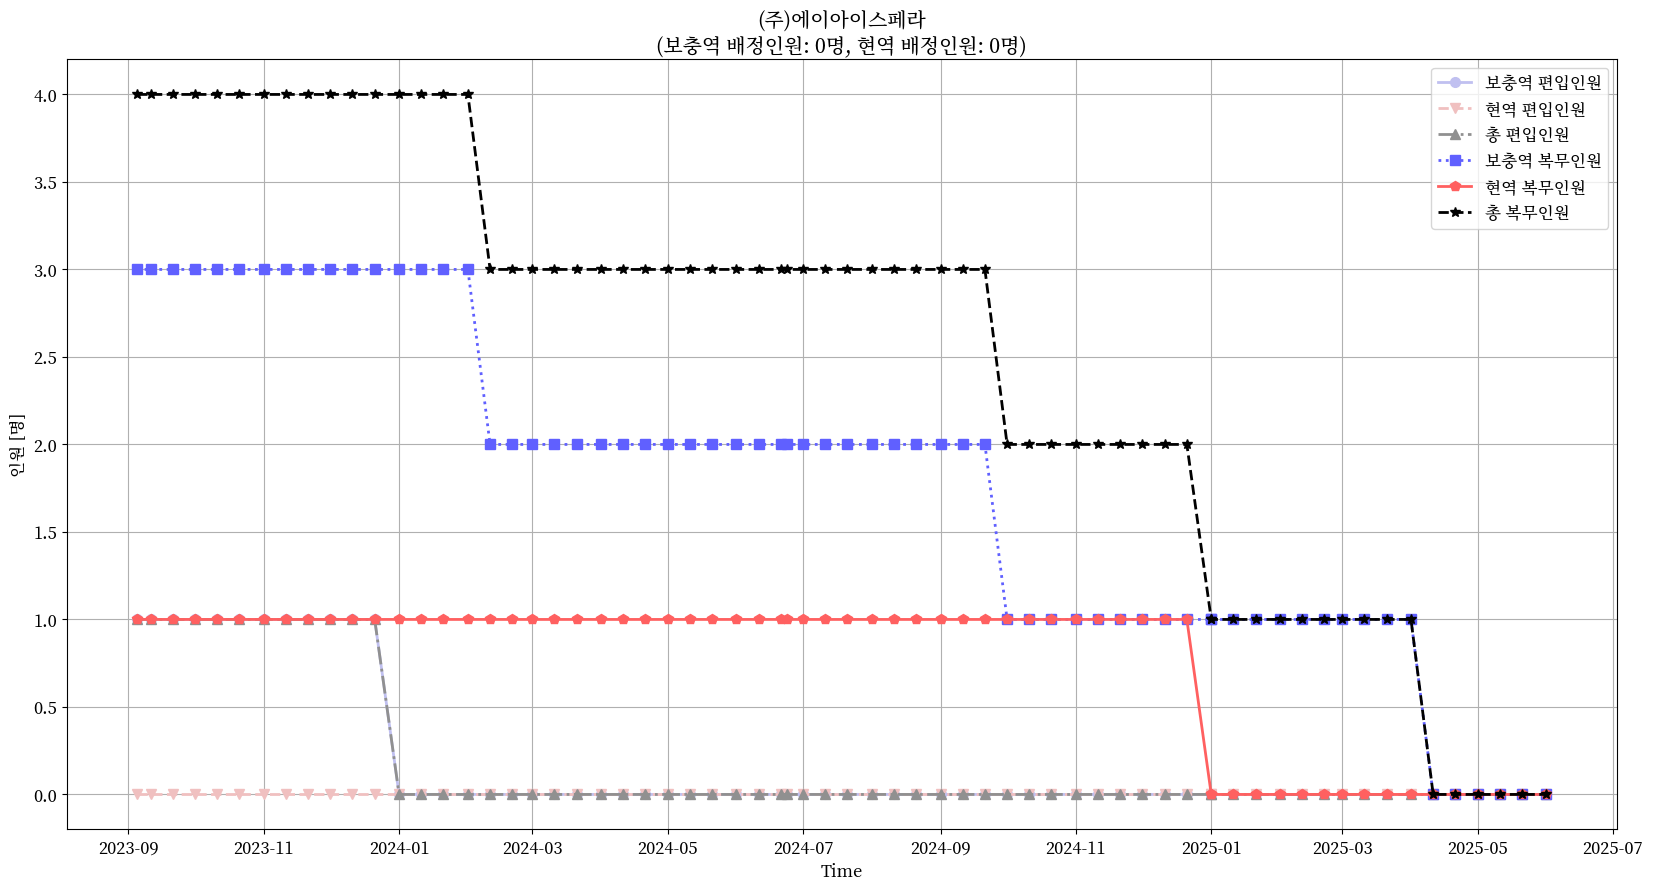 (주)에이아이스페라
(보충역 배정인원: 0명, 현역 배정인원: 0명)
보충역 편입인원
현역 편입인원
총 편입인원
보충역 복무인원
현역 복무인원
총 복무인원
인원 [명]
4.0
3.5
3.0
2.5
2.0
1.5
1.0
0.5
0.0
2023-09 2023-11 2024-01 2024-03 2024-05 2024-07 2024-09 2024-11 2025-01 2025-03 2025-05 2025-07
Time